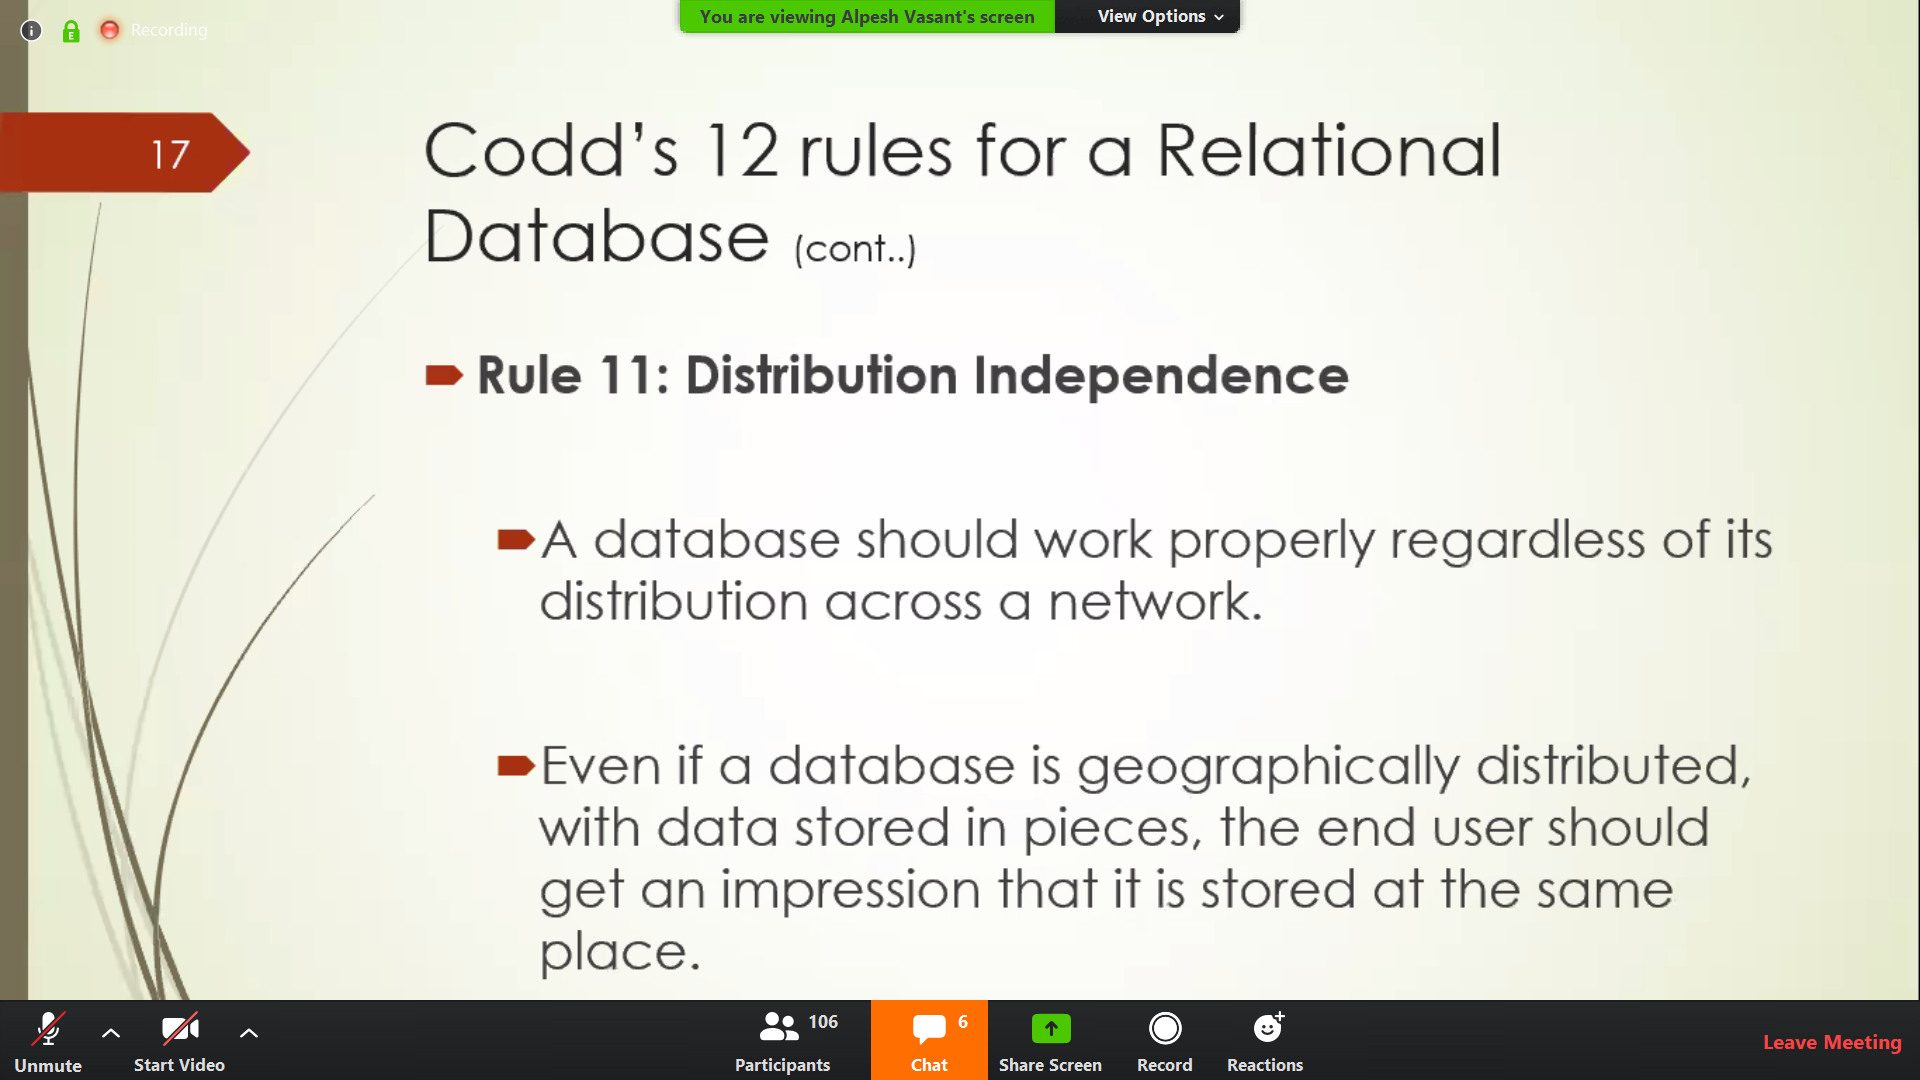 You are viewing Alpesh Vasant's screen View Options
E Recording
17
Codd's 12 rules for a Relational
Database (cont..)
Rule 11: Distribution Independence
A database should work properly regardless of its
distribution across a network.
Even if a database is geographically distributed,
with data stored in pieces, the end user should
get an impression that it is stored at the same
place.
106 6
Unmute Start Video Participants Chat Share Screen Record Reactions Leave Meeting